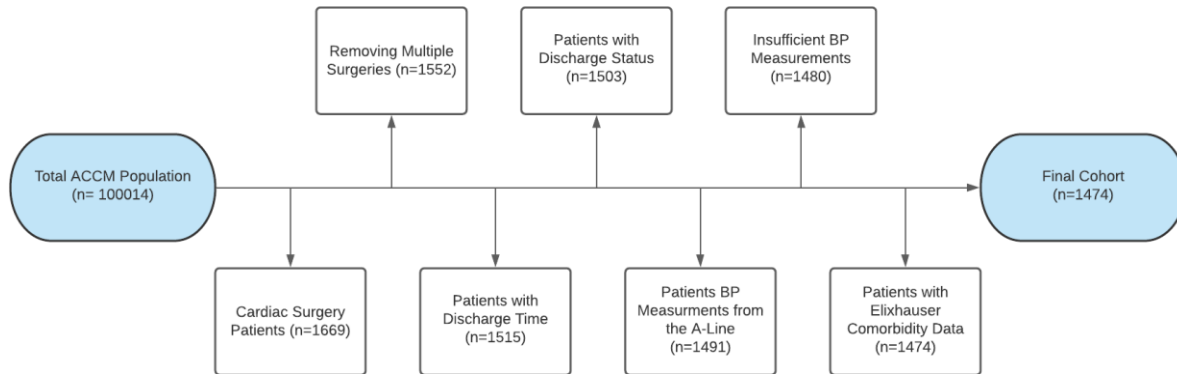 Removing Multiple
Surgeries (n=1552)
Patients with
Discharge Status
(n=1503)
Insufficient BP
Measurements
(n=1480)
Total ACCM Population
(n= 100014)
Final Cohort
(n=1474)
Cardiac Surgery
Patients (n=1669)
Patients with
Discharge Time
(n=1515)
Patients BP
Measurments from
the A-Line
(n=1491)
Patients with
Elixhauser
Comorbidity Data
(n=1474)